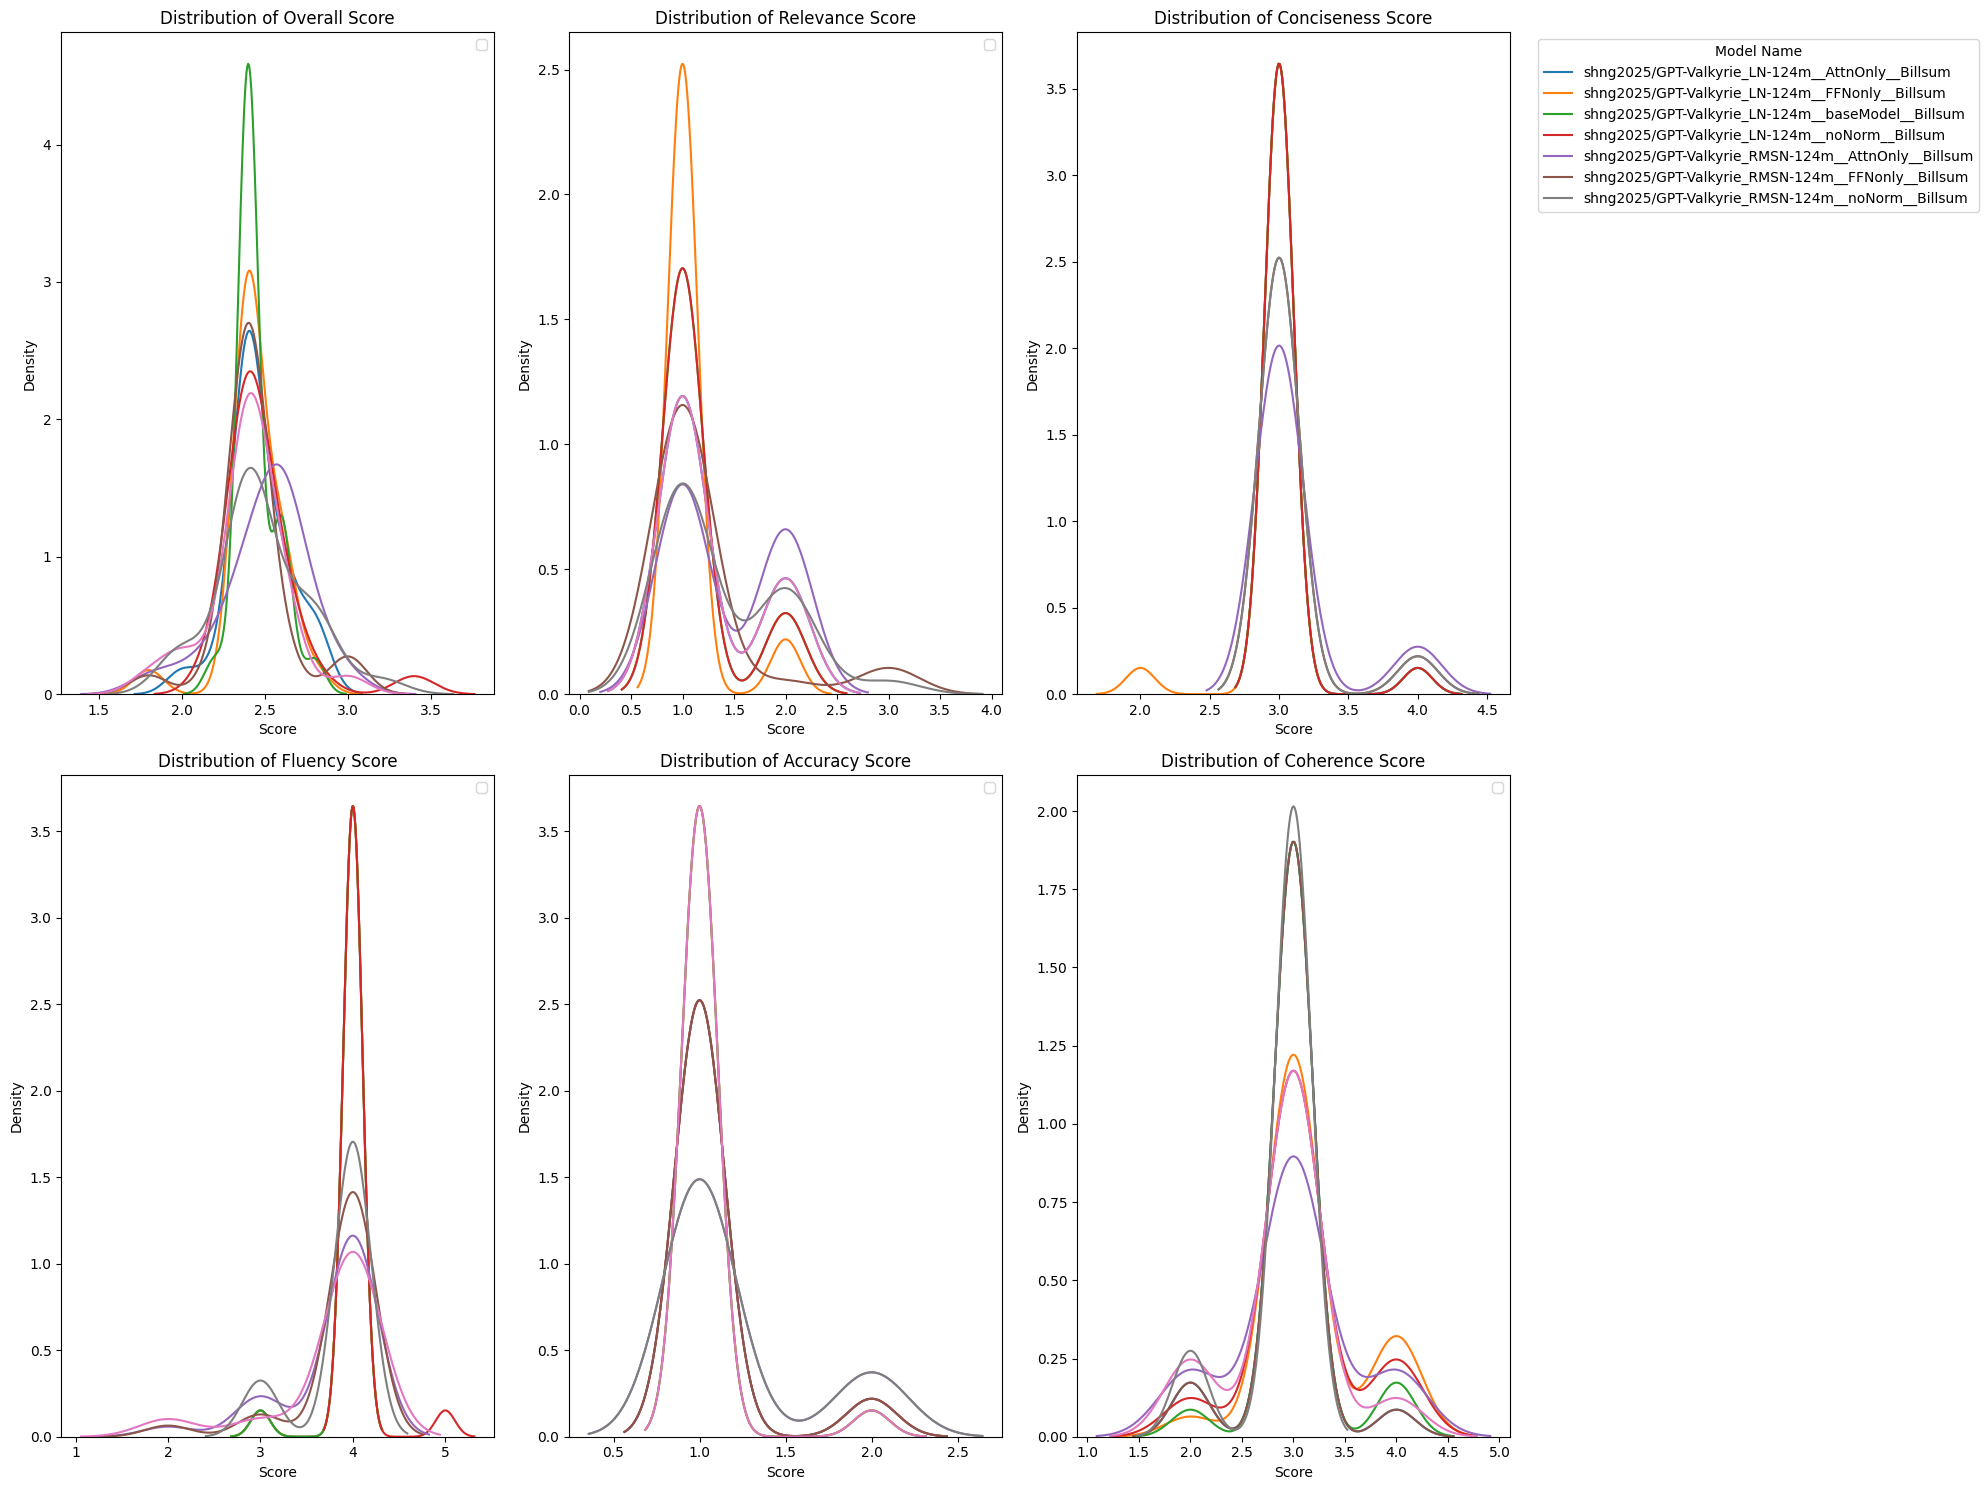 Distribution of Overall Score
Density
4
3
2
1
0
1.5 2.0 2.5 3.0 3.5
Score
Distribution of Relevance Score
Density
2.5
2.0
1.5
1.0
0.5
0.0
0.0 0.5 1.0 1.5 2.0 2.5 3.0 3.5 4.0
Score
Distribution of Conciseness Score
Density
3.5
3.0
2.5
2.0
1.5
1.0
0.5
0.0
2.0 2.5 3.0 3.5 4.0 4.5
Score
Model Name
shng2025/GPT-Valkyrie_LN-124m__AttnOnly__Billsum
shng2025/GPT-Valkyrie_LN-124m__FFNonly__Billsum
shng2025/GPT-Valkyrie_LN-124m__baseModel__Billsum
shng2025/GPT-Valkyrie_LN-124m__noNorm__Billsum
shng2025/GPT-Valkyrie_RMSN-124m__AttnOnly__Billsum
shng2025/GPT-Valkyrie_RMSN-124m__FFNonly__Billsum
shng2025/GPT-Valkyrie_RMSN-124m__noNorm__Billsum
Distribution of Fluency Score
Density
3.5
3.0
2.5
2.0
1.5
1.0
0.5
0.0
1 2 3 4 5
Score
Distribution of Accuracy Score
Density
3.5
3.0
2.5
2.0
1.5
1.0
0.5
0.0
0.5 1.0 1.5 2.0 2.5
Score
Distribution of Coherence Score
Density
2.00
1.75
1.50
1.25
1.00
0.75
0.50
0.25
0.00
1.0 1.5 2.0 2.5 3.0 3.5 4.0 4.5 5.0
Score